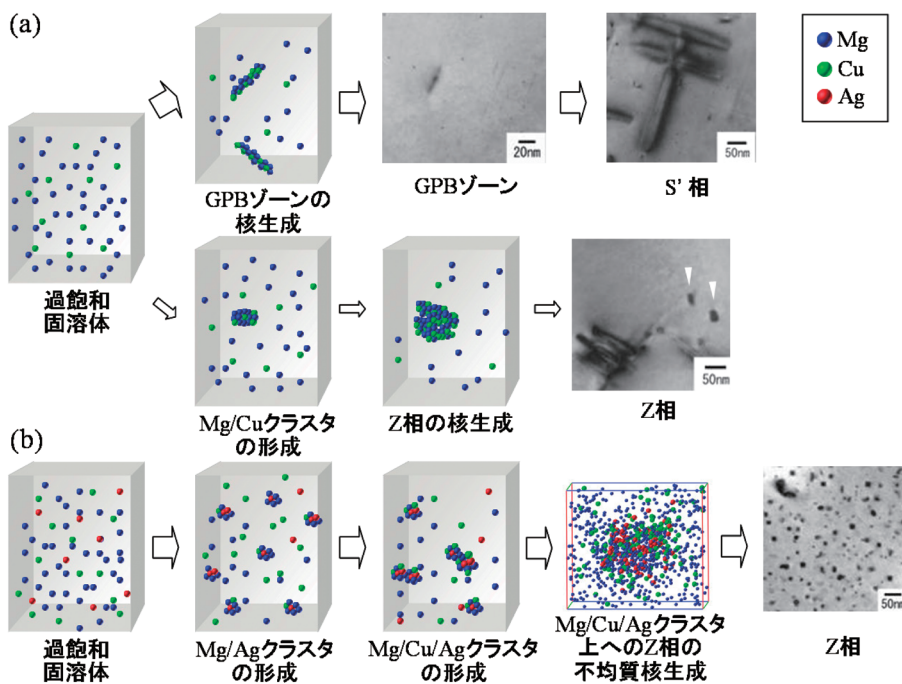 (a)
Mg
Cu
Ag
過飽和
固溶体
GPBゾーンの
核生成
20nm
GPBゾーン
50nm
S' 相
Mg/Cuクラスタ
の形成
Z相の核生成
50nm
Z相
(b)
過飽和
固溶体
Mg/Agクラスタ
の形成
Mg/Cu/Agクラスタ
の形成
Mg/Cu/Agクラスタ
上へのZ相の
不均質核生成
50nm
Z相